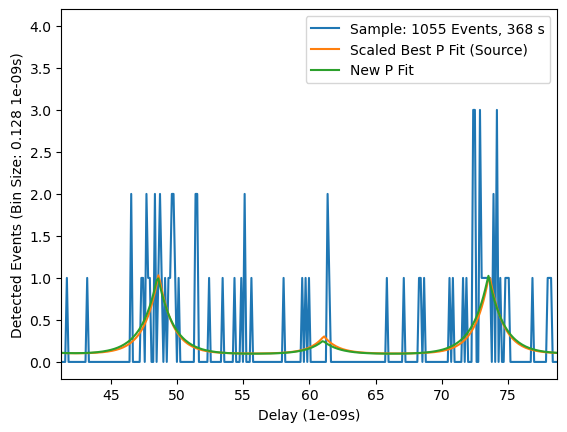 Sample: 1055 Events, 368 s
Scaled Best P Fit (Source)
New P Fit
Detected Events (Bin Size: 0.128 1e-09s)
4.0
3.5
3.0
2.5
2.0
1.5
1.0
0.5
0.0
45 50 55 60 65 70 75
Delay (1e-09s)